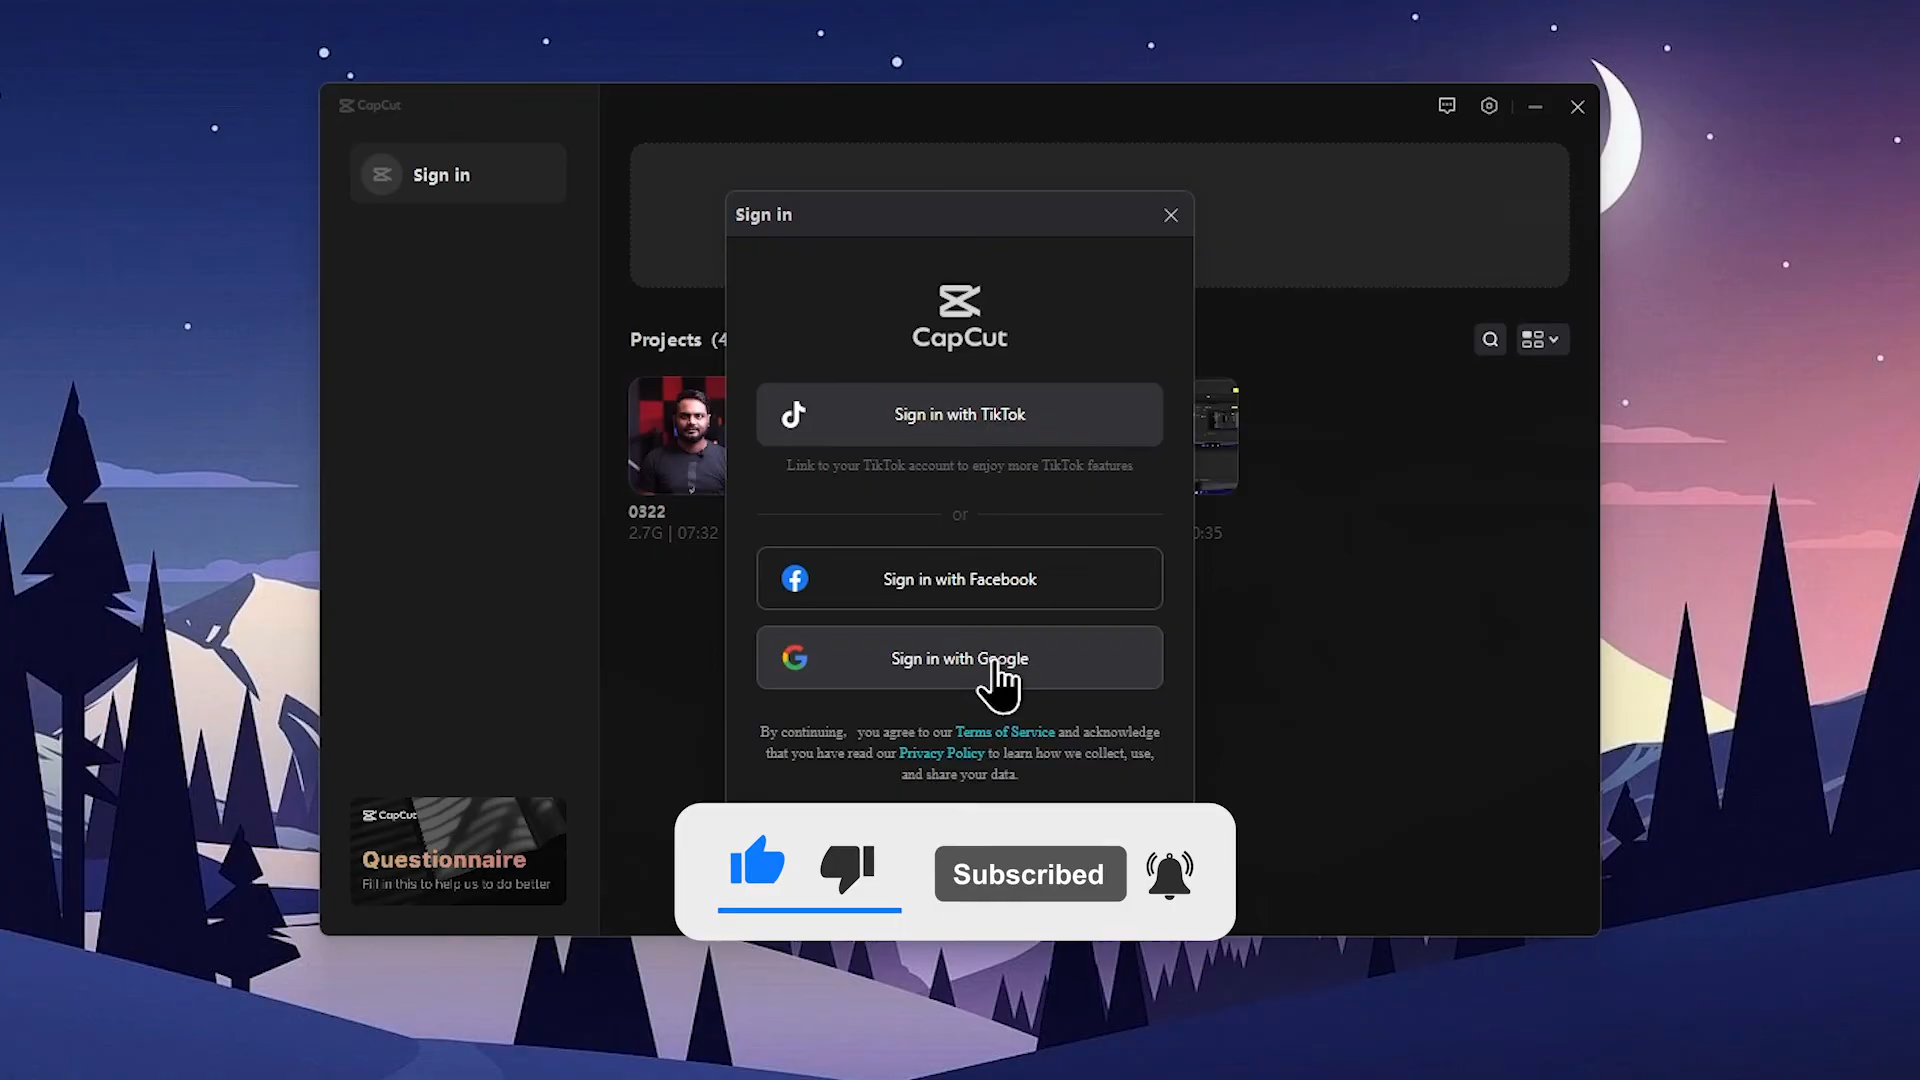 CapCut
Sign in
Sign in
CapCut
Sign in with TikTok
Link to your TikTok account to enjoy more TikTok features
or
Sign in with Facebook
Sign in with Google
By continuing, you agree to our Terms of Service and acknowledge
that you have read our Privacy Policy to learn how we collect, use,
and share your data.
Projects (4
0322
2.7G | 07:32
0:35
CapCut
Questionnaire
Fill in this to help us to do better
Subscribed